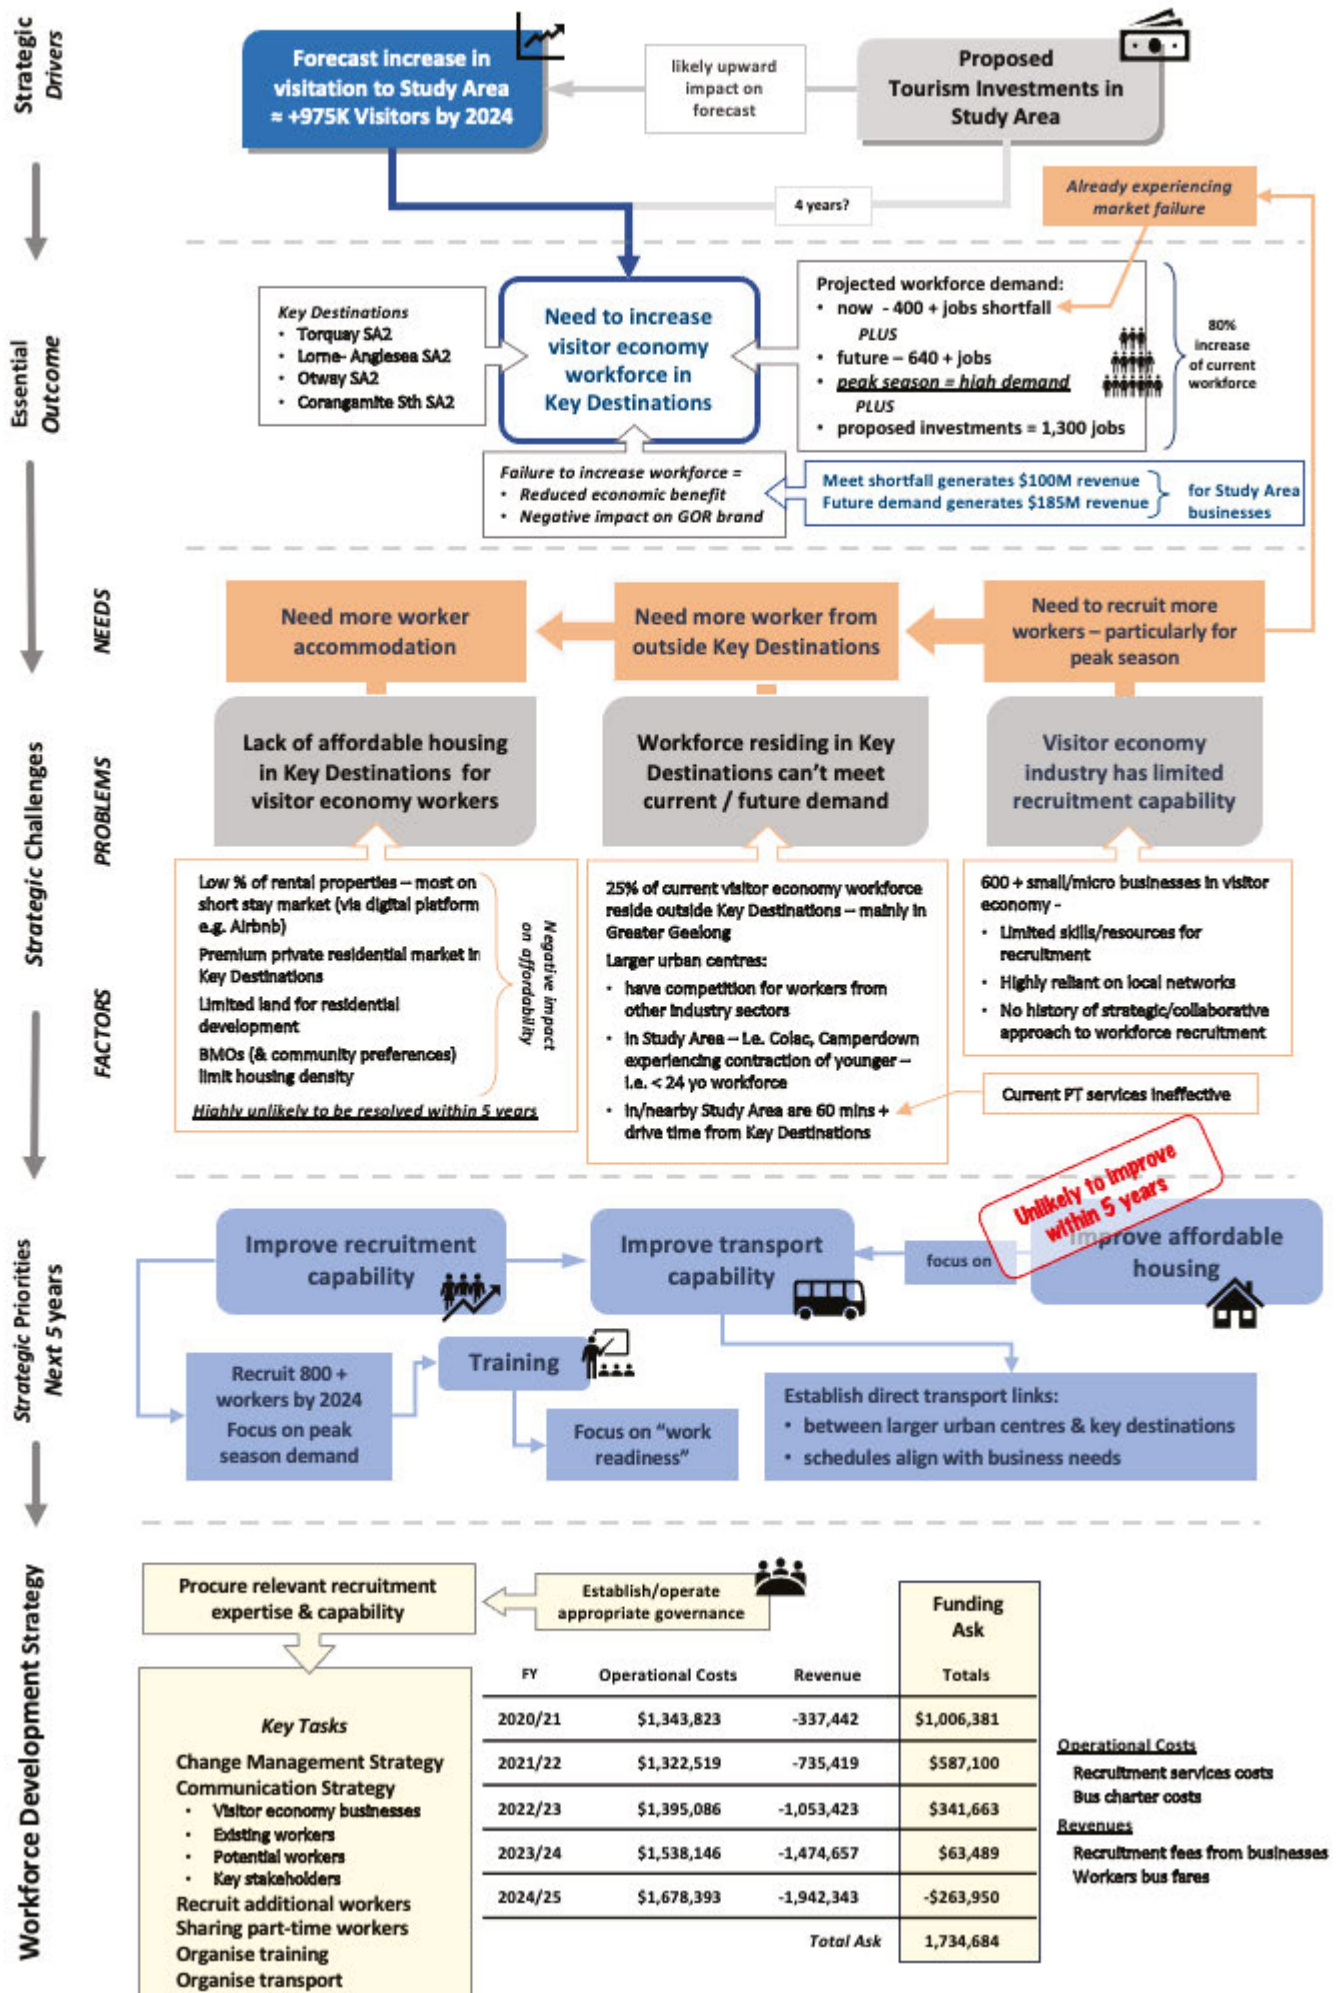 Strategic
Drivers
Forecast increase in
visitation to Study Area
≈ +975K Visitors by 2024
likely upward
impact on
forecast
Proposed
Tourism Investments in
Study Area
4 years?
Already experiencing
market failure
Essential
Outcome
Key Destinations
• Torquay SA2
• Lorne- Anglesea SA2
• Otway SA2
• Corangamite Sth SA2
Need to increase
visitor economy
workforce in
Key Destinations
Projected workforce demand:
• now - 400 + jobs shortfall
PLUS
• future – 640 + jobs
• peak season = high demand
PLUS
• proposed investments = 1,300 jobs
80%
increase
of current
workforce
Failure to increase workforce =
• Reduced economic benefit
• Negative impact on GOR brand
Meet shortfall generates $100M revenue
Future demand generates $185M revenue
for Study Area
businesses
Strategic Challenges
NEEDS
Need more worker
accommodation
Need more worker from
outside Key Destinations
Need to recruit more
workers – particularly for
peak season
PROBLEMS
Lack of affordable housing
in Key Destinations for
visitor economy workers
Workforce residing in Key
Destinations can't meet
current / future demand
Visitor economy
industry has limited
recruitment capability
FACTORS
Low % of rental properties – most on
short stay market (via digital platform
e.g. Airbnb)
Premium private residential market in
Key Destinations
Limited land for residential
development
BMOs (& community preferences)
limit housing density
Highly unlikely to be resolved within 5 years
Negative impact
on affordability
25% of current visitor economy workforce
reside outside Key Destinations – mainly in
Greater Geelong
Larger urban centres:
• have competition for workers from
other industry sectors
• in Study Area – i.e. Colac, Camperdown
experiencing contraction of younger –
i.e. < 24 yo workforce
• in/nearby Study Area are 60 mins +
drive time from Key Destinations
600 + small/micro businesses in visitor
economy -
• Limited skills/resources for
recruitment
• Highly reliant on local networks
• No history of strategic/collaborative
approach to workforce recruitment
Current PT services ineffective
Strategic Priorities
Next 5 years
Improve recruitment
capability
Improve transport
capability
focus on
Unlikely to improve
within 5 years
Improve affordable
housing
Recruit 800 +
workers by 2024
Focus on peak
season demand
Training
Focus on "work
readiness"
Establish direct transport links:
• between larger urban centres & key destinations
• schedules align with business needs
Workforce Development Strategy
Procure relevant recruitment
expertise & capability
Establish/operate
appropriate governance
Key Tasks
Change Management Strategy
Communication Strategy
• Visitor economy businesses
• Existing workers
• Potential workers
• Key stakeholders
Recruit additional workers
Sharing part-time workers
Organise training
Organise transport
Funding
Ask
FY Operational Costs Revenue Totals
2020/21 $1,343,823 -337,442 $1,006,381
2021/22 $1,322,519 -735,419 $587,100
2022/23 $1,395,086 -1,053,423 $341,663
2023/24 $1,538,146 -1,474,657 $63,489
2024/25 $1,678,393 -1,942,343 -$263,950
Total Ask 1,734,684
Operational Costs
Recruitment services costs
Bus charter costs
Revenues
Recruitment fees from businesses
Workers bus fares